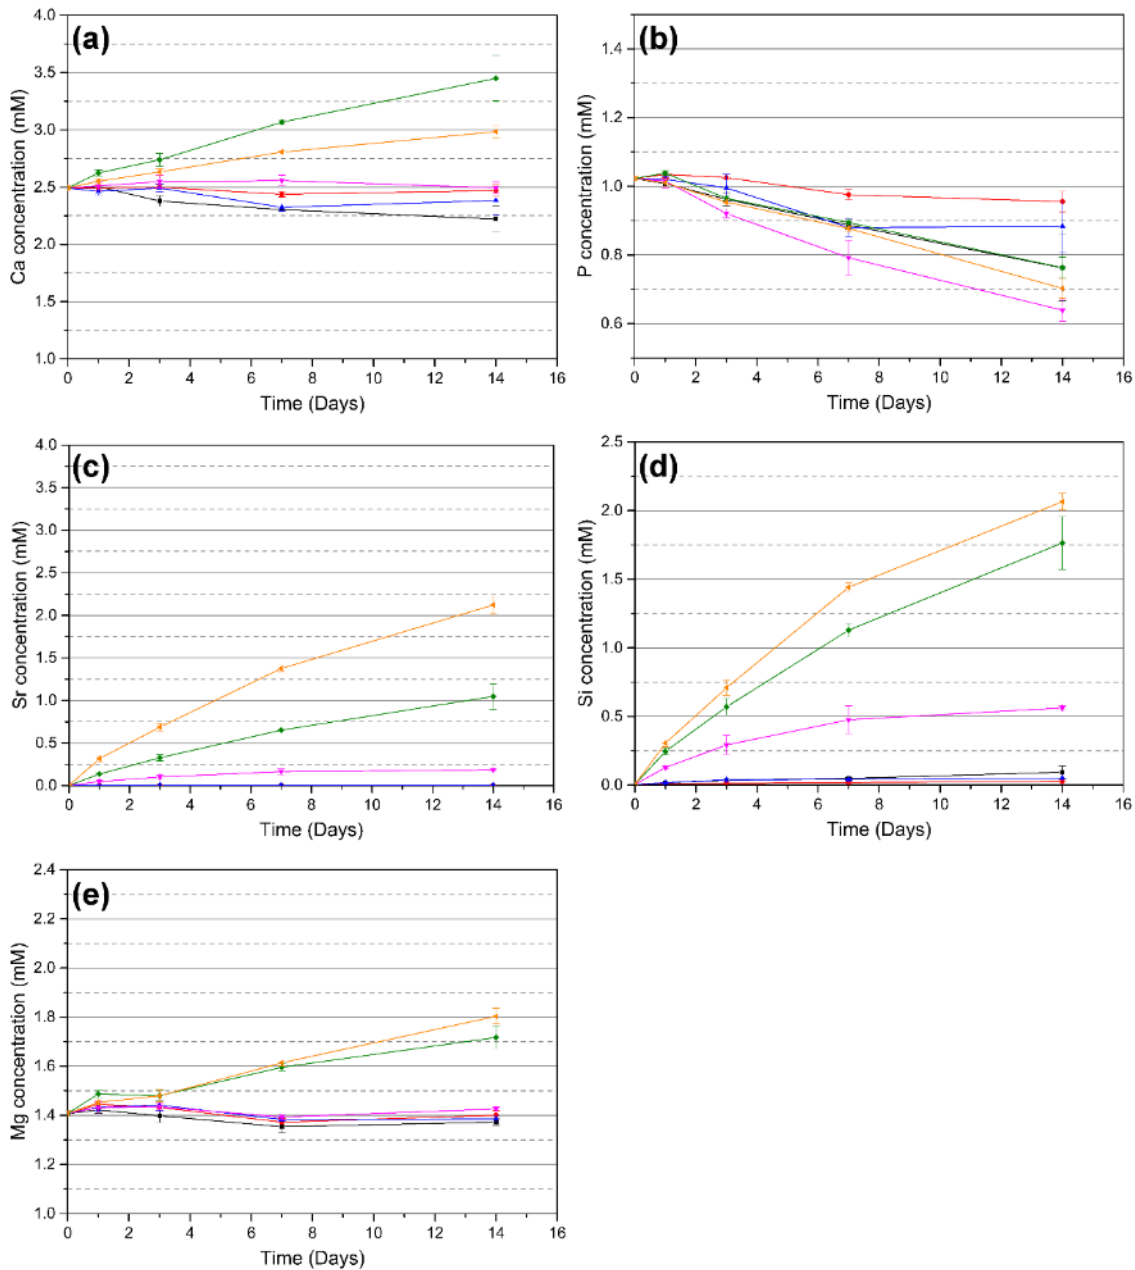 (a)
Ca concentration (mM)
4.0
3.5
3.0
2.5
2.0
1.5
1.0
0 2 4 6 8 10 12 14 16
Time (Days)
(b)
P concentration (mM)
1.4
1.2
1.0
0.8
0.6
0 2 4 6 8 10 12 14 16
Time (Days)
(c)
Sr concentration (mM)
4.0
3.5
3.0
2.5
2.0
1.5
1.0
0.5
0.0
0 2 4 6 8 10 12 14 16
Time (Days)
(d)
Si concentration (mM)
2.5
2.0
1.5
1.0
0.5
0.0
0 2 4 6 8 10 12 14 16
Time (Days)
(e)
Mg concentration (mM)
2.4
2.2
2.0
1.8
1.6
1.4
1.2
1.0
0 2 4 6 8 10 12 14 16
Time (Days)